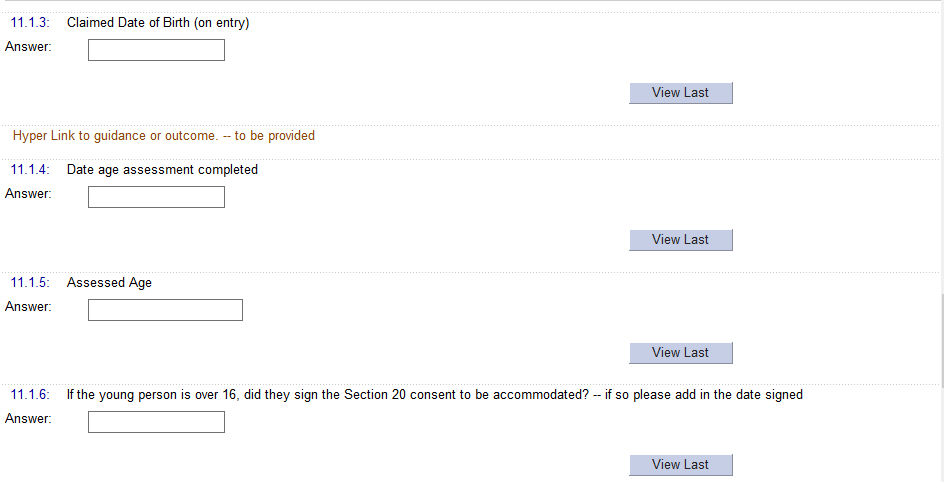 11.1.3: Claimed Date of Birth (on entry)
Answer:
View Last
Hyper Link to guidance or outcome. -- to be provided
11.1.4: Date age assessment completed
Answer:
View Last
11.1.5: Assessed Age
Answer:
View Last
11.1.6: If the young person is over 16, did they sign the Section 20 consent to be accommodated? -- if so please add in the date signed
Answer:
View Last